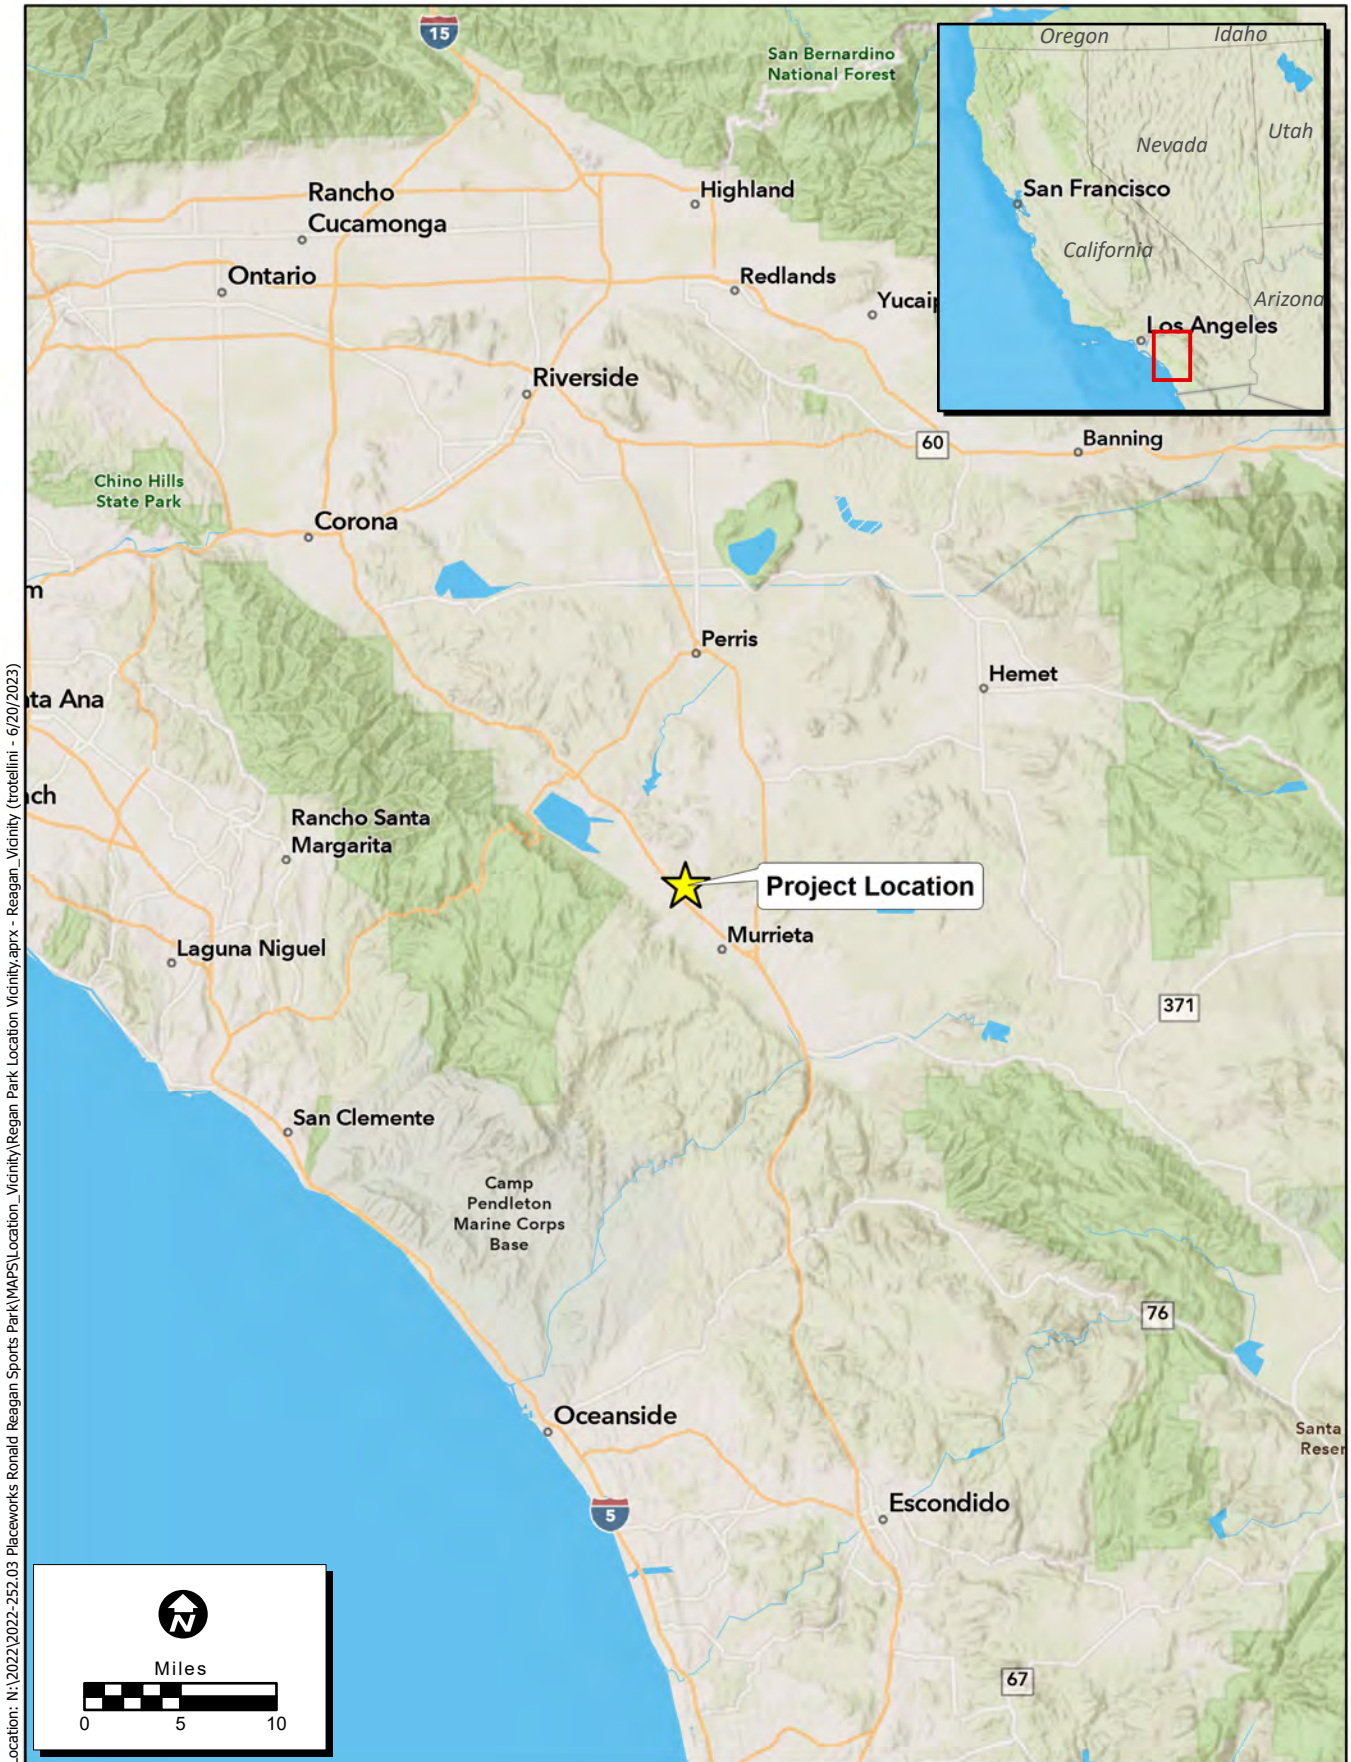 15
San Bernardino
National Forest
Oregon
Idaho
Nevada
Utah
San Francisco
California
Arizona
Los Angeles
Rancho
Cucamonga
Highland
Ontario
Redlands
Yucaip
Riverside
60
Banning
Chino Hills
State Park
Corona
m
Perris
Hemet
ta Ana
ch
Rancho Santa
Margarita
Project Location
Murrieta
Laguna Niguel
371
San Clemente
Camp
Pendleton
Marine Corps
Base
76
Oceanside
Santa
Reser
Escondido
5
67
N
Miles
0 5 10
ocation: N:\2022\2022-252.03 Placeworks Ronald Reagan Sports Park\MAPS\Location_Vicinity\Regan Park Location Vicinity.aprx - Reagan_Vicinity (trotellini - 6/20/2023)